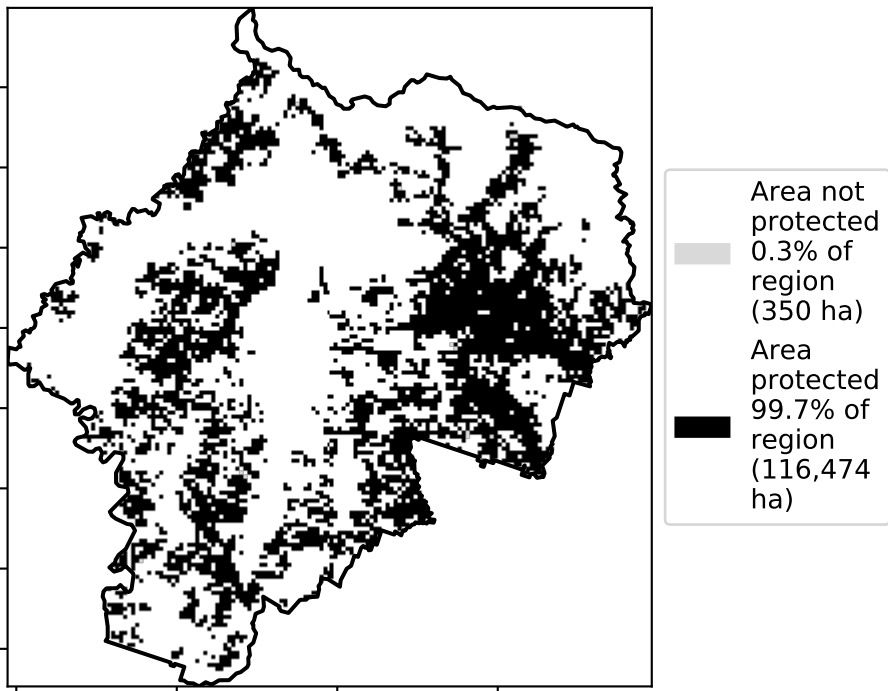 Area not
protected
0.3% of
region
(350 ha)
Area
protected
99.7% of
region
(116,474
ha)